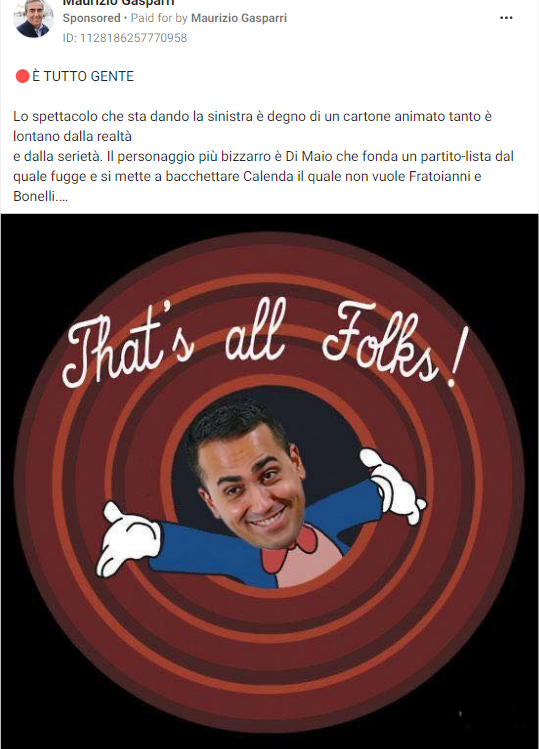 Maurizio Gasparri
Sponsored • Paid for by Maurizio Gasparri
ID: 1128186257770958
È TUTTO GENTE
Lo spettacolo che sta dando la sinistra è degno di un cartone animato tanto è
lontano dalla realtà
e dalla serietà. Il personaggio più bizzarro è Di Maio che fonda un partito-lista dal
quale fugge e si mette a bacchettare Calenda il quale non vuole Fratoianni e
Bonelli....
That's all Folks!